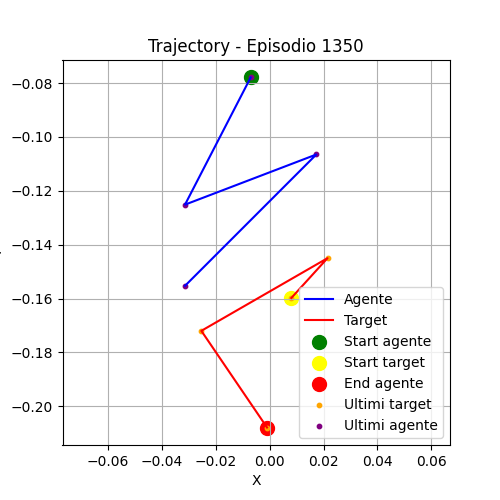 Trajectory - Episodio 1350
−0.08
−0.10
−0.12
−0.14
−0.16
−0.18
−0.20
Agente
Target
Start agente
Start target
End agente
Ultimi target
Ultimi agente
−0.06 −0.04 −0.02 0.00 0.02 0.04 0.06
X